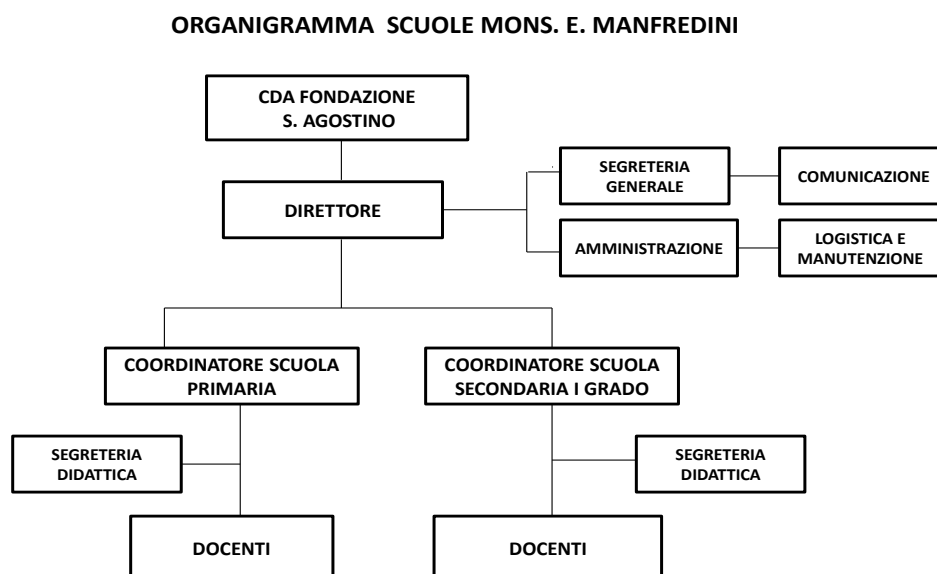 ORGANIGRAMMA SCUOLE MONS. E. MANFREDINI
CDA FONDAZIONE
S. AGOSTINO
SEGRETERIA
GENERALE
COMUNICAZIONE
DIRETTORE
AMMINISTRAZIONE
LOGISTICA E
MANUTENZIONE
COORDINATORE SCUOLA
PRIMARIA
COORDINATORE SCUOLA
SECONDARIA I GRADO
SEGRETERIA
DIDATTICA
SEGRETERIA
DIDATTICA
DOCENTI
DOCENTI